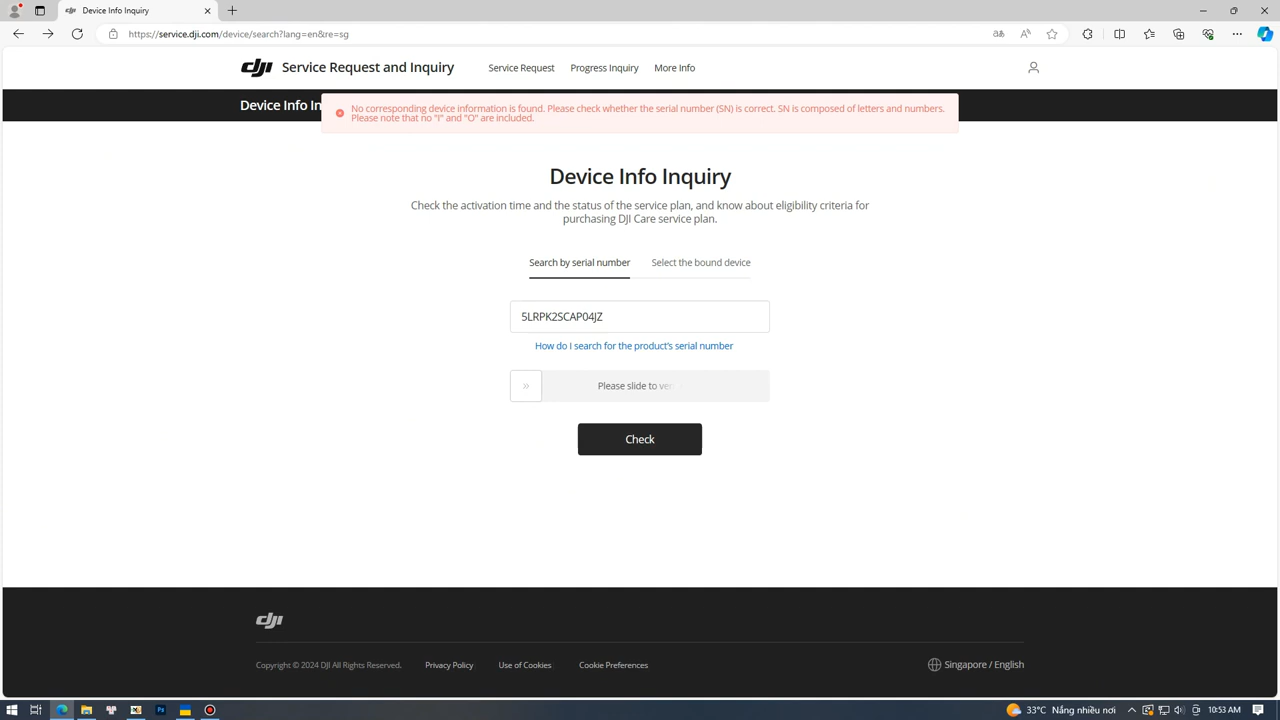 Device Info Inquiry
https://service.dji.com/device/search?lang=en&re=sg
dji Service Request and Inquiry Service Request Progress Inquiry More Info
Device Info In
No corresponding device information is found. Please check whether the serial number (SN) is correct. SN is composed of letters and numbers.
Please note that no "I" and "O" are included.
Device Info Inquiry
Check the activation time and the status of the service plan, and know about eligibility criteria for
purchasing DJI Care service plan.
Search by serial number Select the bound device
5LRPK2SCAP04JZ
How do I search for the product's serial number
Please slide to ve
Check
dji
Copyright © 2024 DJI All Rights Reserved. Privacy Policy Use of Cookies Cookie Preferences Singapore / English
33°C Nắng nhiều nơi 10:53 AM